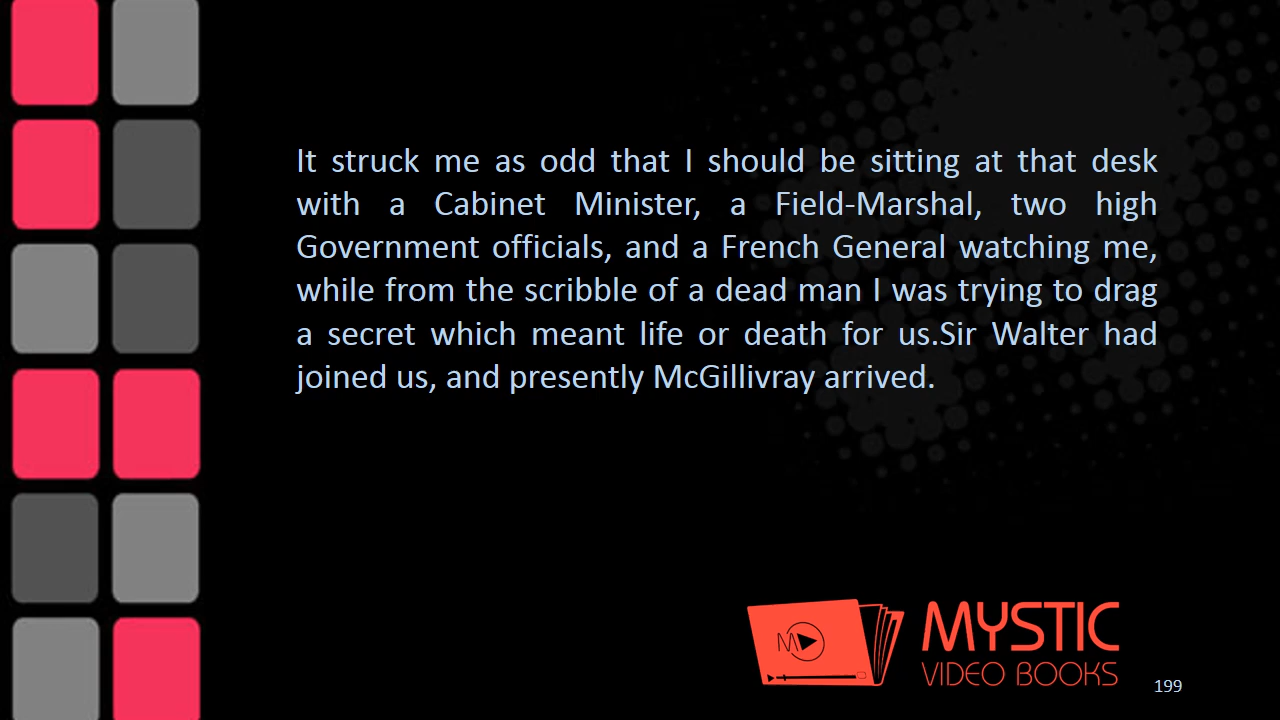 It struck me as odd that I should be sitting at that desk
with a Cabinet Minister, a Field-Marshal, two high
Government officials, and a French General watching me,
while from the scribble of a dead man I was trying to drag
a secret which meant life or death for us.Sir Walter had
joined us, and presently McGillivray arrived.
M
MYSTIC
VIDEO BOOKS
199